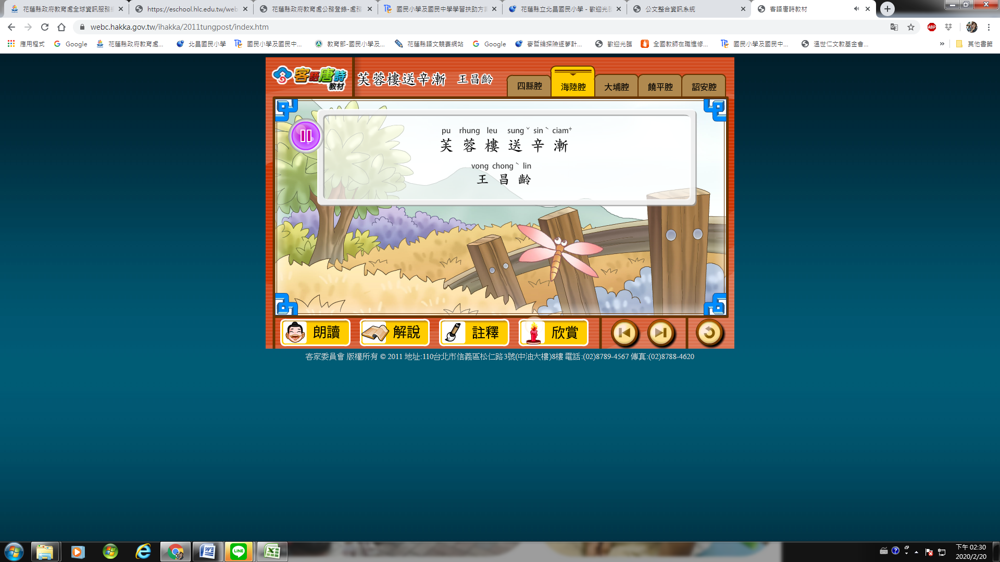 花蓮縣政府教育處全球資訊服務
https://eschool.hlc.edu.tw/web
花蓮縣政府教育處公務登錄-處務
國民小學及國民中學學習扶助方
花蓮縣立北昌國民小學 - 歡迎光
公文整合資訊系統
客語唐詩教材
webc.hakka.gov.tw/ihakka/2011tungpost/index.htm
ABP
應用程式
Google
花蓮縣政府教育處...
北昌國民小學
國民小學及國民中...
教育部-國民小學及...
花蓮縣語文競賽網站
Google
麥哲綸探險逐夢計...
歡迎光臨
全國教師在職進修...
國民小學及國民中...
溫世仁文教基金會...
»
其他書籤
客語唐詩
教材
芙蓉樓送辛漸 王昌齡
四縣腔
海陸腔
大埔腔
饒平腔
詔安腔
pu rhung leu sungˇ sinˋ ciam⁺
芙蓉樓送辛漸
vong chongˋ lin
王昌齡
朗讀
解說
註釋
欣賞
客家委員會 版權所有 © 2011 地址:110台北市信義區松仁路3號(中油大樓)8樓 電話:(02)8789-4567 傳真:(02)8788-4620
LINE
下午 02:30
2020/2/20